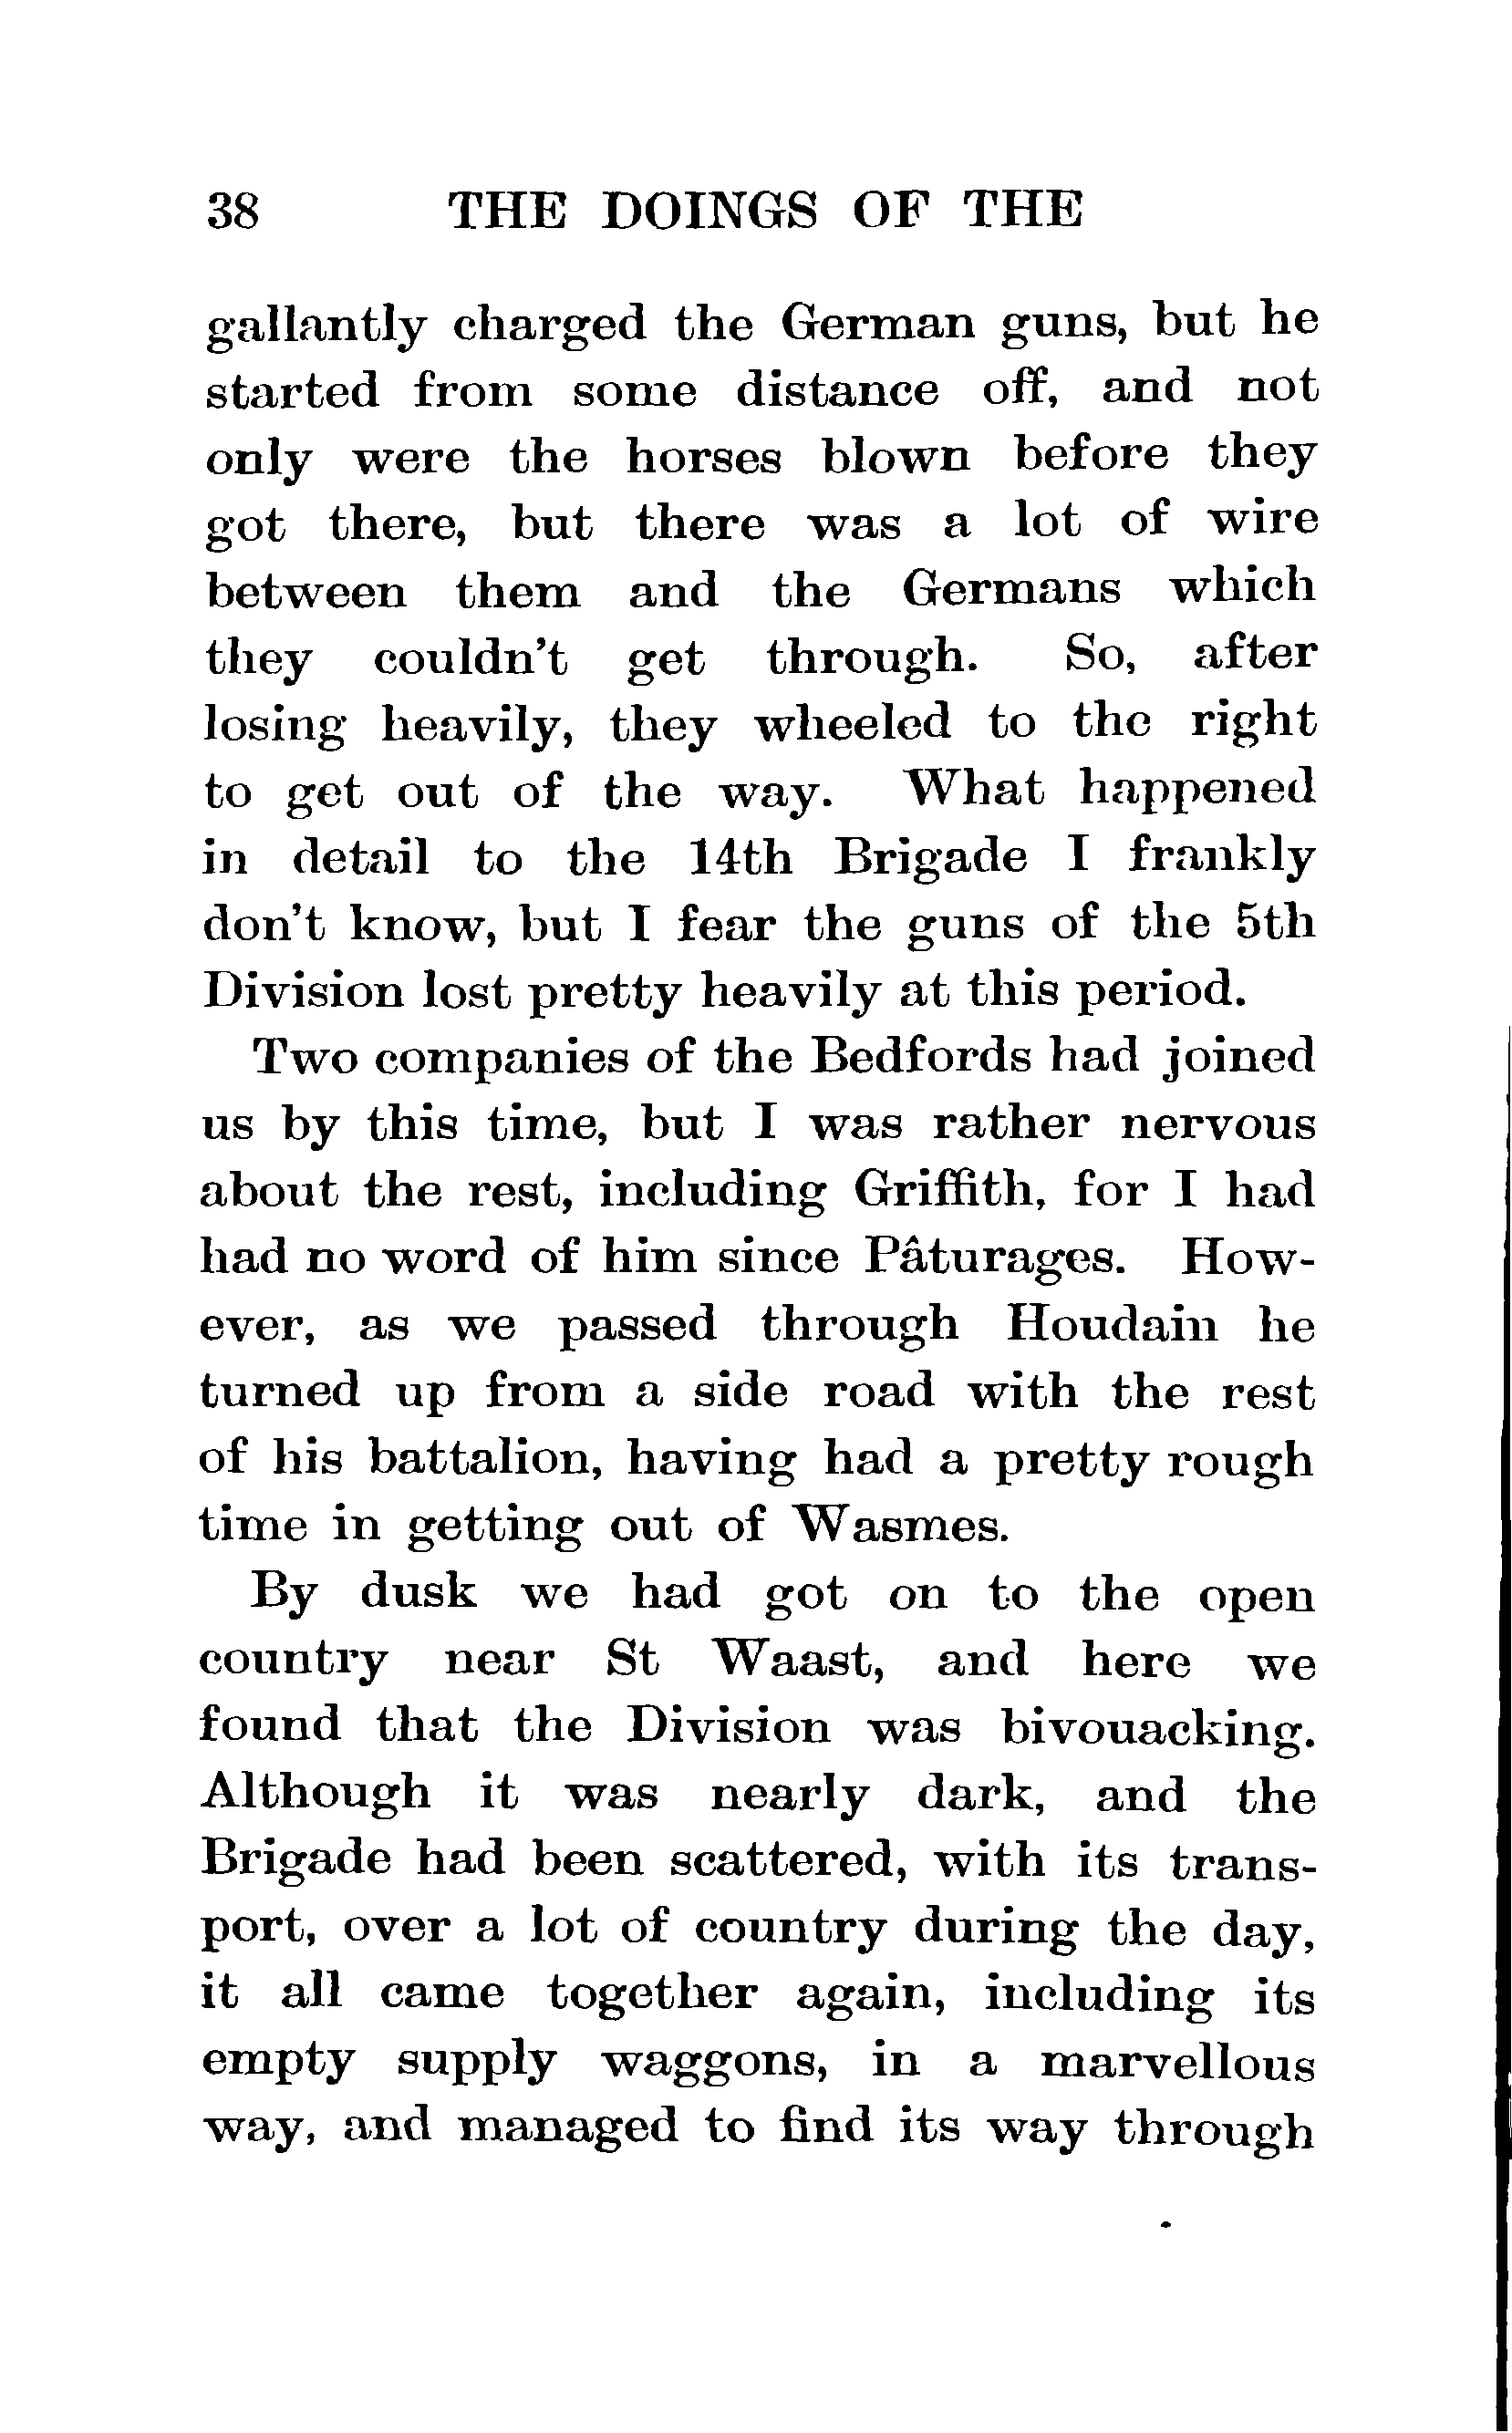 38 THE DOINGS OF THE
gallantly charged the German guns, but he
started from some distance off, and not
only were the horses blown before they
got there, but there was a lot of wire
between them and the Germans which
they couldn't get through. So, after
losing heavily, they wheeled to the right
to get out of the way. What happened
in detail to the 14th Brigade I frankly
don't know, but I fear the guns of the 5th
Division lost pretty heavily at this period.
Two companies of the Bedfords had joined
us by this time, but I was rather nervous
about the rest, including Griffith, for I had
had no word of him since Pâturages. How-
ever, as we passed through Houdain he
turned up from a side road with the rest
of his battalion, having had a pretty rough
time in getting out of Wasmes.
By dusk we had got on to the open
country near St Waast, and here we
found that the Division was bivouacking.
Although it was nearly dark, and the
Brigade had been scattered, with its trans-
port, over a lot of country during the day,
it all came together again, including its
empty supply waggons, in a marvellous
way, and managed to find its way through